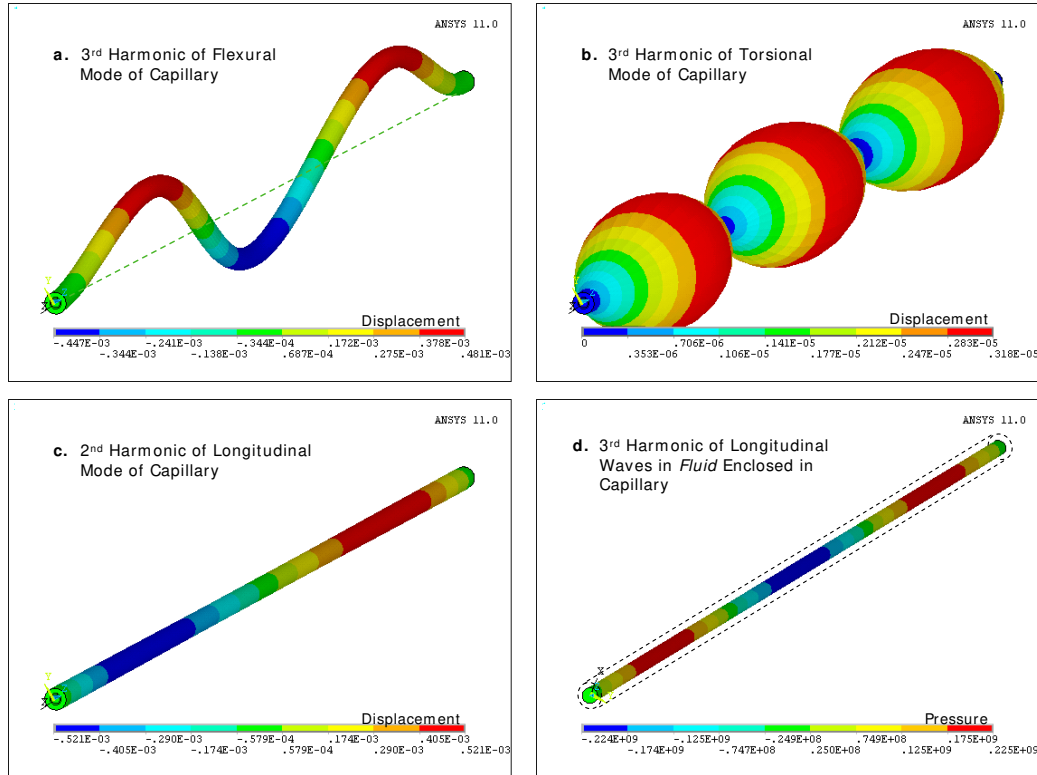 ANSYS 11.0
a. 3rd Harmonic of Flexural
Mode of Capillary
Y
Z
Displacement
-.447E-03 -.241E-03 -.344E-04 .172E-03 .378E-03
-.344E-03 -.138E-03 .687E-04 .275E-03 .481E-03
ANSYS 11.0
b. 3rd Harmonic of Torsional
Mode of Capillary
Displacement
0 .706E-06 .141E-05 .212E-05 .283E-05
.353E-06 .106E-05 .177E-05 .247E-05 .318E-05
ANSYS 11.0
c. 2nd Harmonic of Longitudinal
Mode of Capillary
Y
Z
Displacement
-.521E-03 -.290E-03 -.579E-04 .174E-03 .405E-03
-.405E-03 -.174E-03 .579E-04 .290E-03 .521E-03
ANSYS 11.0
d. 3rd Harmonic of Longitudinal
Waves in Fluid Enclosed in
Capillary
X
Pressure
-.224E+09 -.125E+09 -.249E+08 .749E+08 .175E+09
-.174E+09 -.747E+08 .250E+08 .125E+09 .225E+09